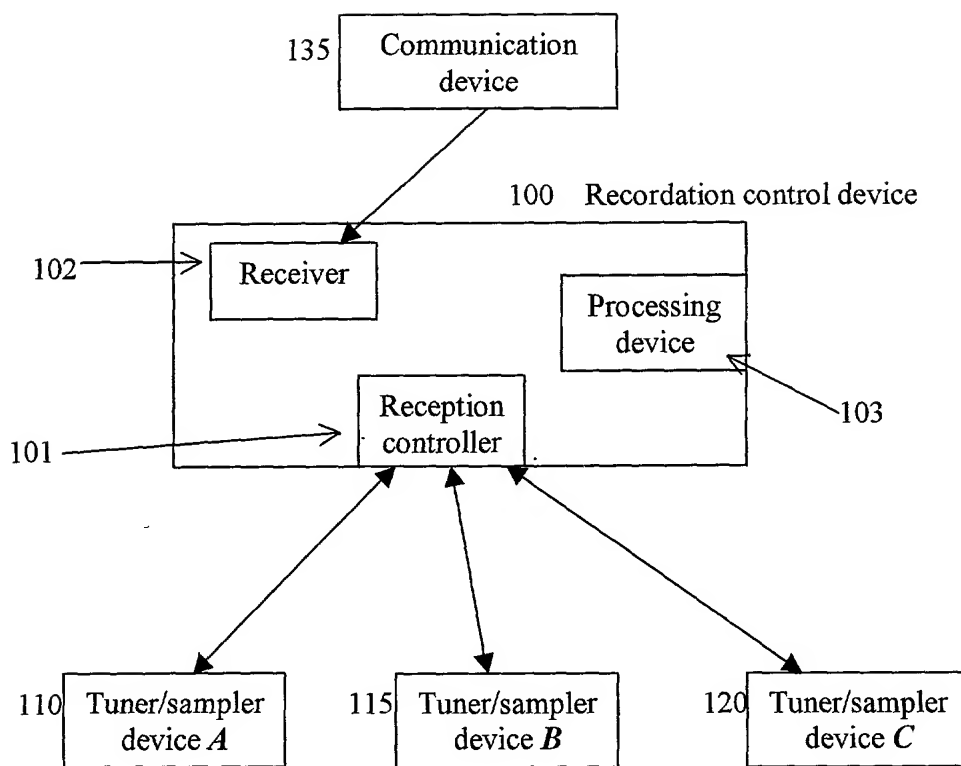 135 Communication
device
100 Recordation control device
102 Receiver
Processing
device
103
Reception
controller
101
110 Tuner/sampler
device A
115 Tuner/sampler
device B
120 Tuner/sampler
device C